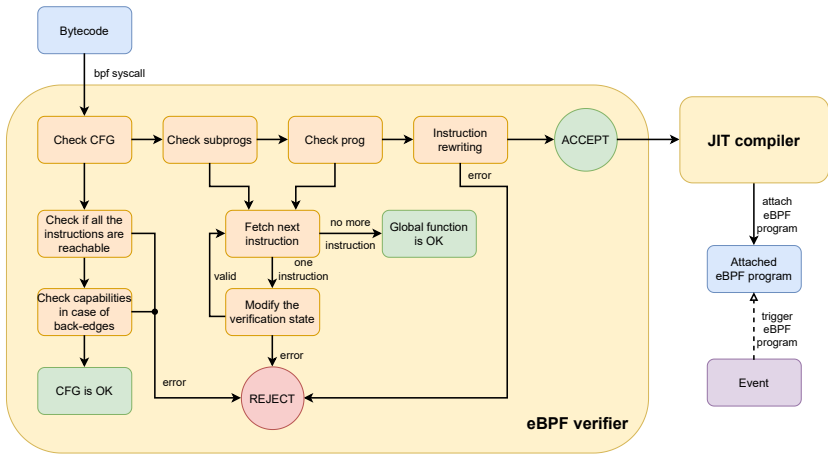 Bytecode
bpf syscall
Check CFG
Check subprogs
Check prog
Instruction
rewriting
ACCEPT
JIT compiler
error
attach
eBPF
program
Check if all the
instructions are
reachable
Fetch next
instruction
no more
instruction
Global function
is OK
valid
one
instruction
Attached
eBPF program
Check capabilities
in case of
back-edges
Modify the
verification state
trigger
eBPF
program
error
error
CFG is OK
REJECT
Event
eBPF verifier